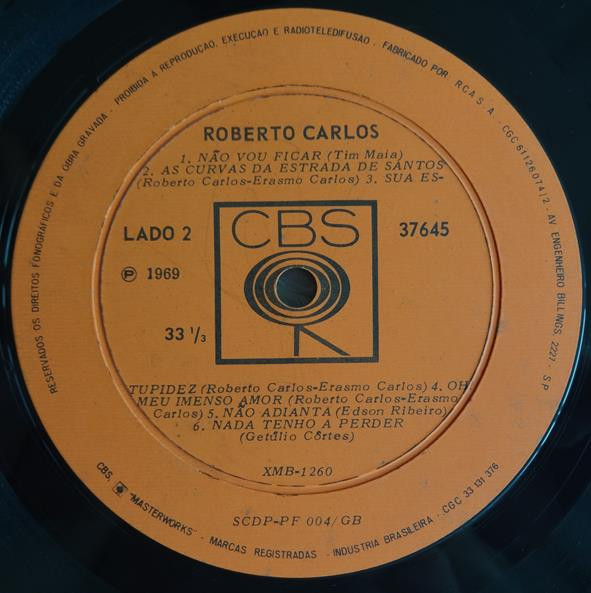 RESERVADOS OS DIREITOS FONOGRÁFICOS E DA OBRA GRAVADA - PROIBIDA A REPRODUÇÃO, EXECUÇÃO E RADIOTELEDIFUSÃO - FABRICADO POR: RCA S A - CGC 61126074/2 - AV ENGENHEIRO BILLINGS, 2227 - SP
ROBERTO CARLOS
1. NÃO VOU FICAR (Tim Maia)
2. AS CURVAS DA ESTRADA DE SANTOS
(Roberto Carlos-Erasmo Carlos) 3. SUA ES-
LADO 2
CBS
37645
Ⓟ 1969
33 1/3
TUPIDEZ (Roberto Carlos-Erasmo Carlos) 4. OH
MEU IMENSO AMOR (Roberto Carlos-Erasmo
Carlos) 5. NÃO ADIANTA (Edson Ribeiro)
6. NADA TENHO A PERDER
(Getúlio Côrtes)
XMB-1260
SCDP-PF 004/GB
CBS, "MASTERWORKS" - MARCAS REGISTRADAS - INDUSTRIA BRASILEIRA - CGC 33 131 376